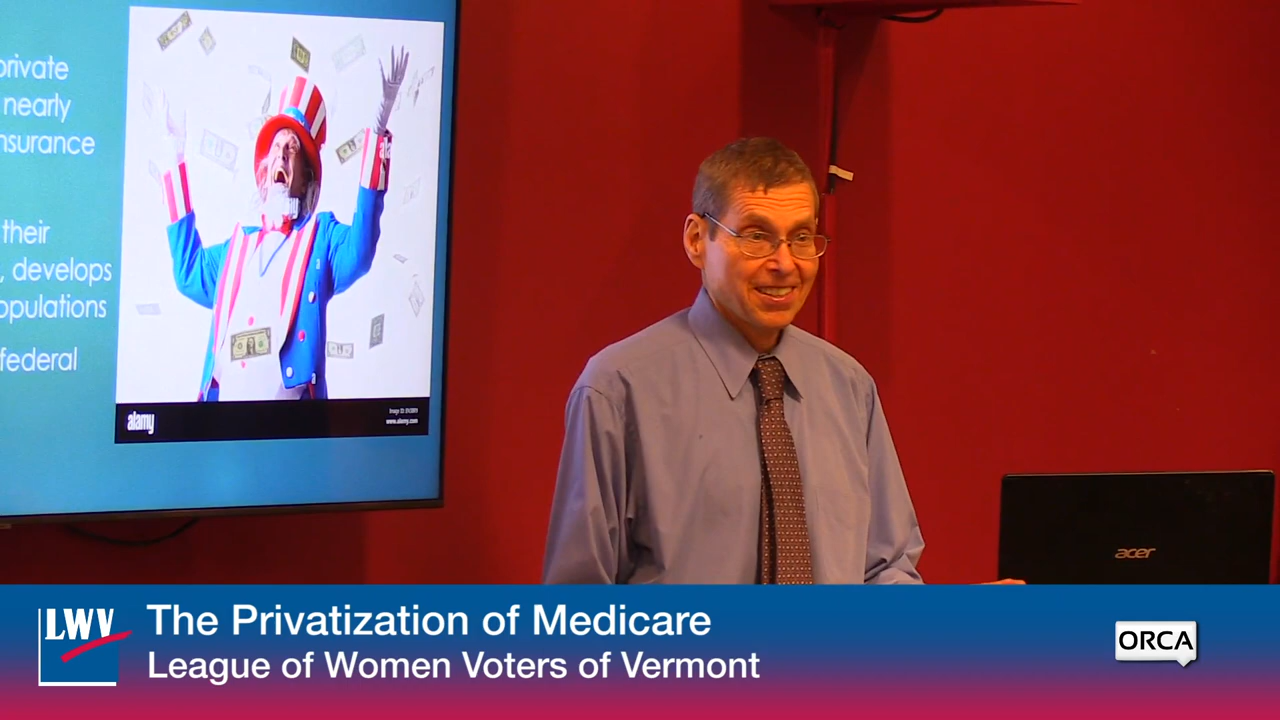 private
nearly
nsurance
their
, develops
opulations
federal
alamy
www.alamy.com
acer
LWV
The Privatization of Medicare
League of Women Voters of Vermont
ORCA